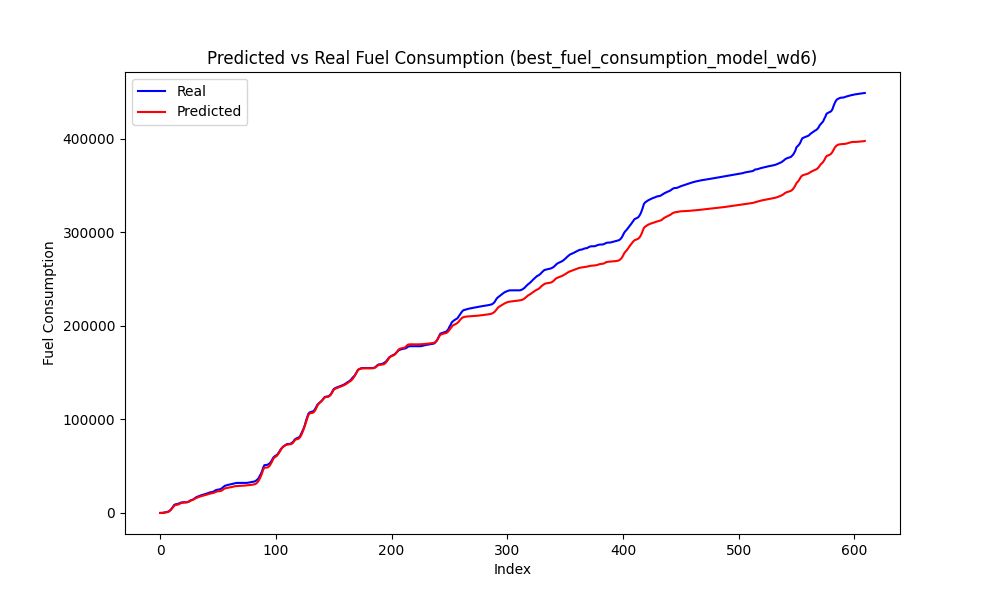 Predicted vs Real Fuel Consumption (best_fuel_consumption_model_wd6)
Real
Predicted
Fuel Consumption
400000
300000
200000
100000
0
0 100 200 300 400 500 600
Index